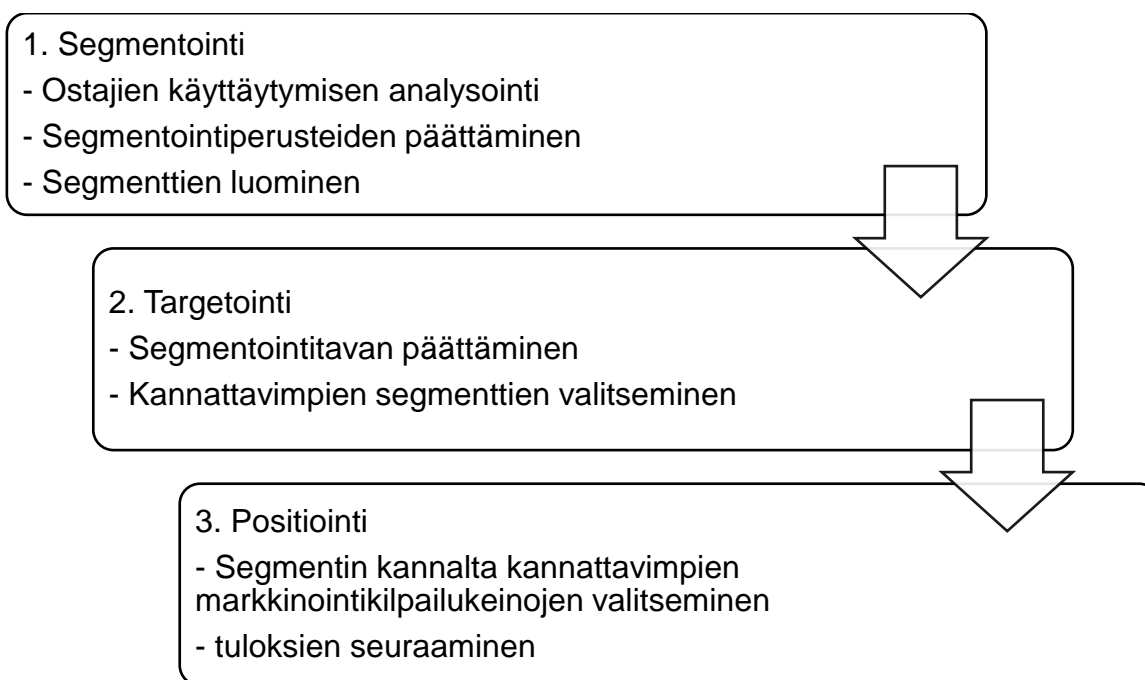 1. Segmentointi
- Ostajien käyttäytymisen analysointi
- Segmentointiperusteiden päättäminen
- Segmenttien luominen
2. Targetointi
- Segmentointitavan päättäminen
- Kannattavimpien segmenttien valitseminen
3. Positiointi
- Segmentin kannalta kannattavimpien
markkinointikilpailukeinojen valitseminen
- tuloksien seuraaminen